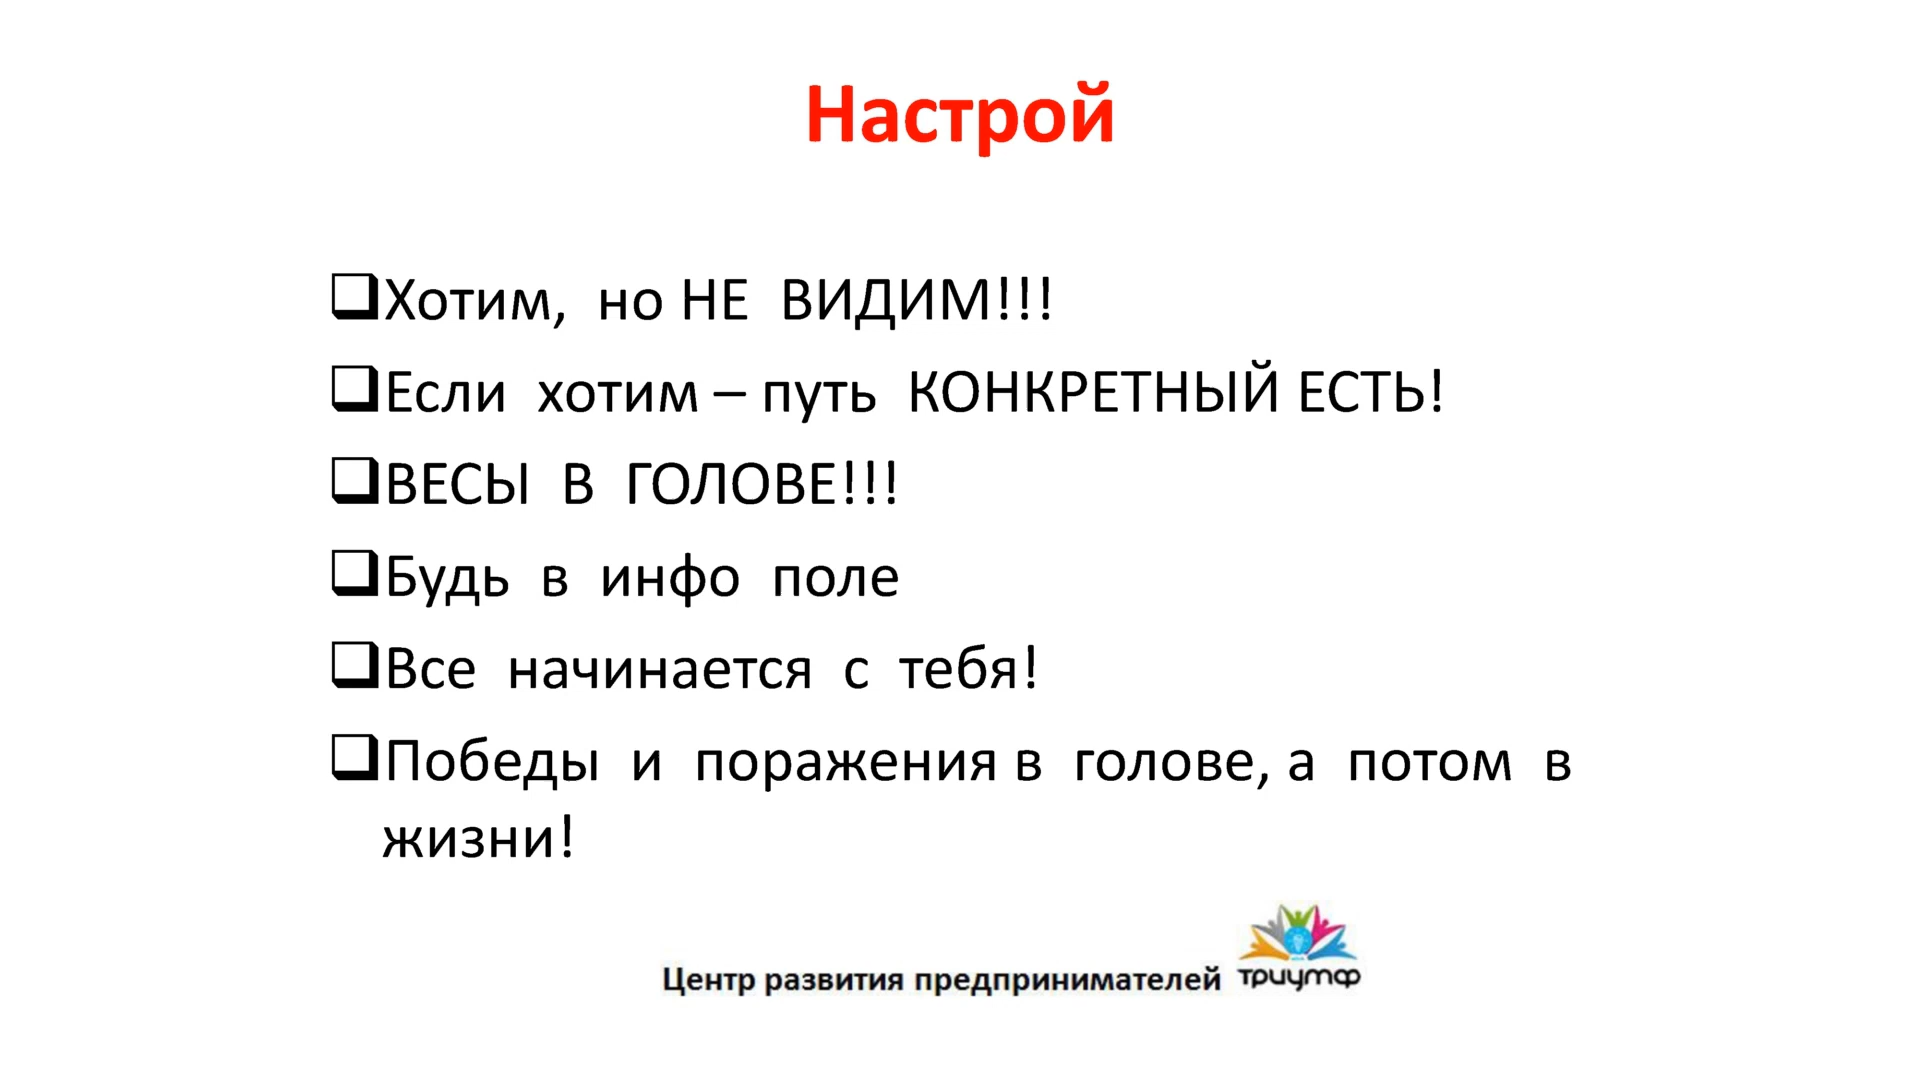 Настрой
Хотим, но НЕ ВИДИМ!!!
Если хотим – путь КОНКРЕТНЫЙ ЕСТЬ!
ВЕСЫ В ГОЛОВЕ!!!
Будь в инфо поле
Все начинается с тебя!
Победы и поражения в голове, а потом в
жизни!
Центр развития предпринимателей триумф